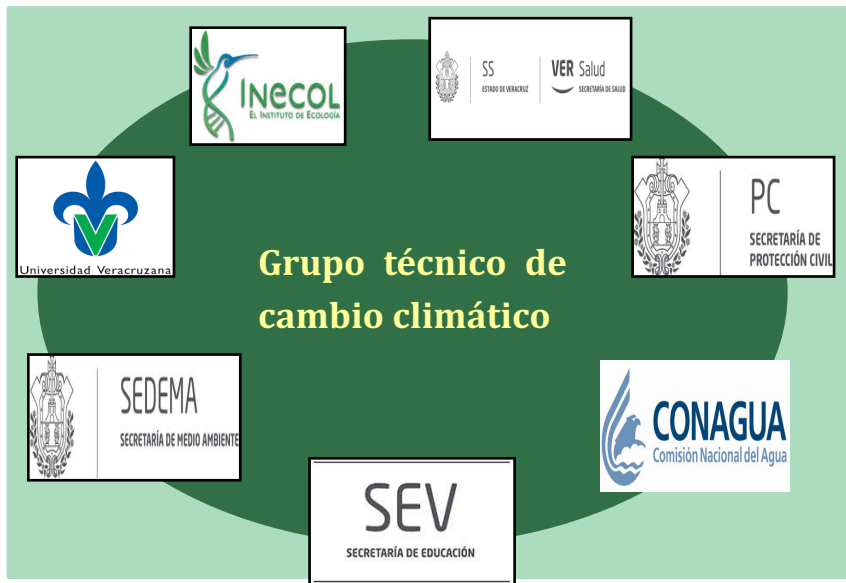 INECOL
EL INSTITUTO DE ECOLOGÍA
SS
ESTADO DE VERACRUZ
VER Salud
SECRETARÍA DE SALUD
Universidad Veracruzana
PC
SECRETARÍA DE
PROTECCIÓN CIVIL
Grupo técnico de
cambio climático
SEDEMA
SECRETARÍA DE MEDIO AMBIENTE
CONAGUA
Comisión Nacional del Agua
SEV
SECRETARÍA DE EDUCACIÓN